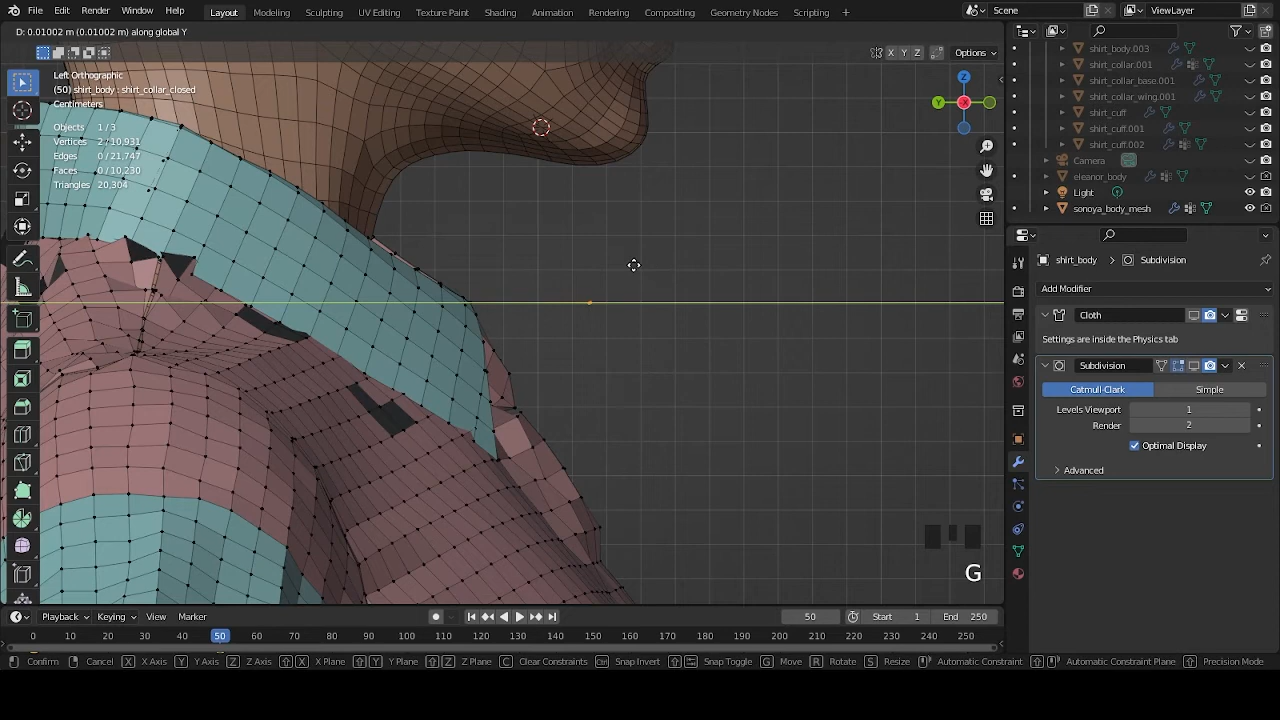 File Edit Render Window Help Layout Modeling Sculpting UV Editing Texture Paint Shading Animation Rendering Compositing Geometry Nodes Scripting + Scene ViewLayer
D: 0.01002 m (0.01002 m) along global Y
X Y Z Options
Left Orthographic
(50) shirt_body : shirt_collar_closed
Centimeters
Objects 1/3
Vertices 2 / 10,931
Edges 0 / 21,747
Faces 0 / 10,230
Triangles 20,304
Z
Y
X
G
shirt_body.003
shirt_collar.001
shirt_collar_base.001
shirt_collar_wing.001
shirt_cuff
shirt_cuff.001
shirt_cuff.002
Camera
eleanor_body
Light
sonoya_body_mesh
shirt_body > Subdivision
Add Modifier
Cloth
Settings are inside the Physics tab
Subdivision
Catmull-Clark Simple
Levels Viewport 1
Render 2
Optimal Display
Advanced
Playback Keying View Marker 50 Start 1 End 250
0 10 20 30 40 50 60 70 80 90 100 110 120 130 140 150 160 170 180 190 200 210 220 230 240 250
Confirm Cancel X X Axis Y Y Axis Z Z Axis X X Plane Y Y Plane Z Z Plane C Clear Constraints Ctrl Snap Invert Snap Toggle G Move R Rotate S Resize Automatic Constraint Automatic Constraint Plane Precision Mode